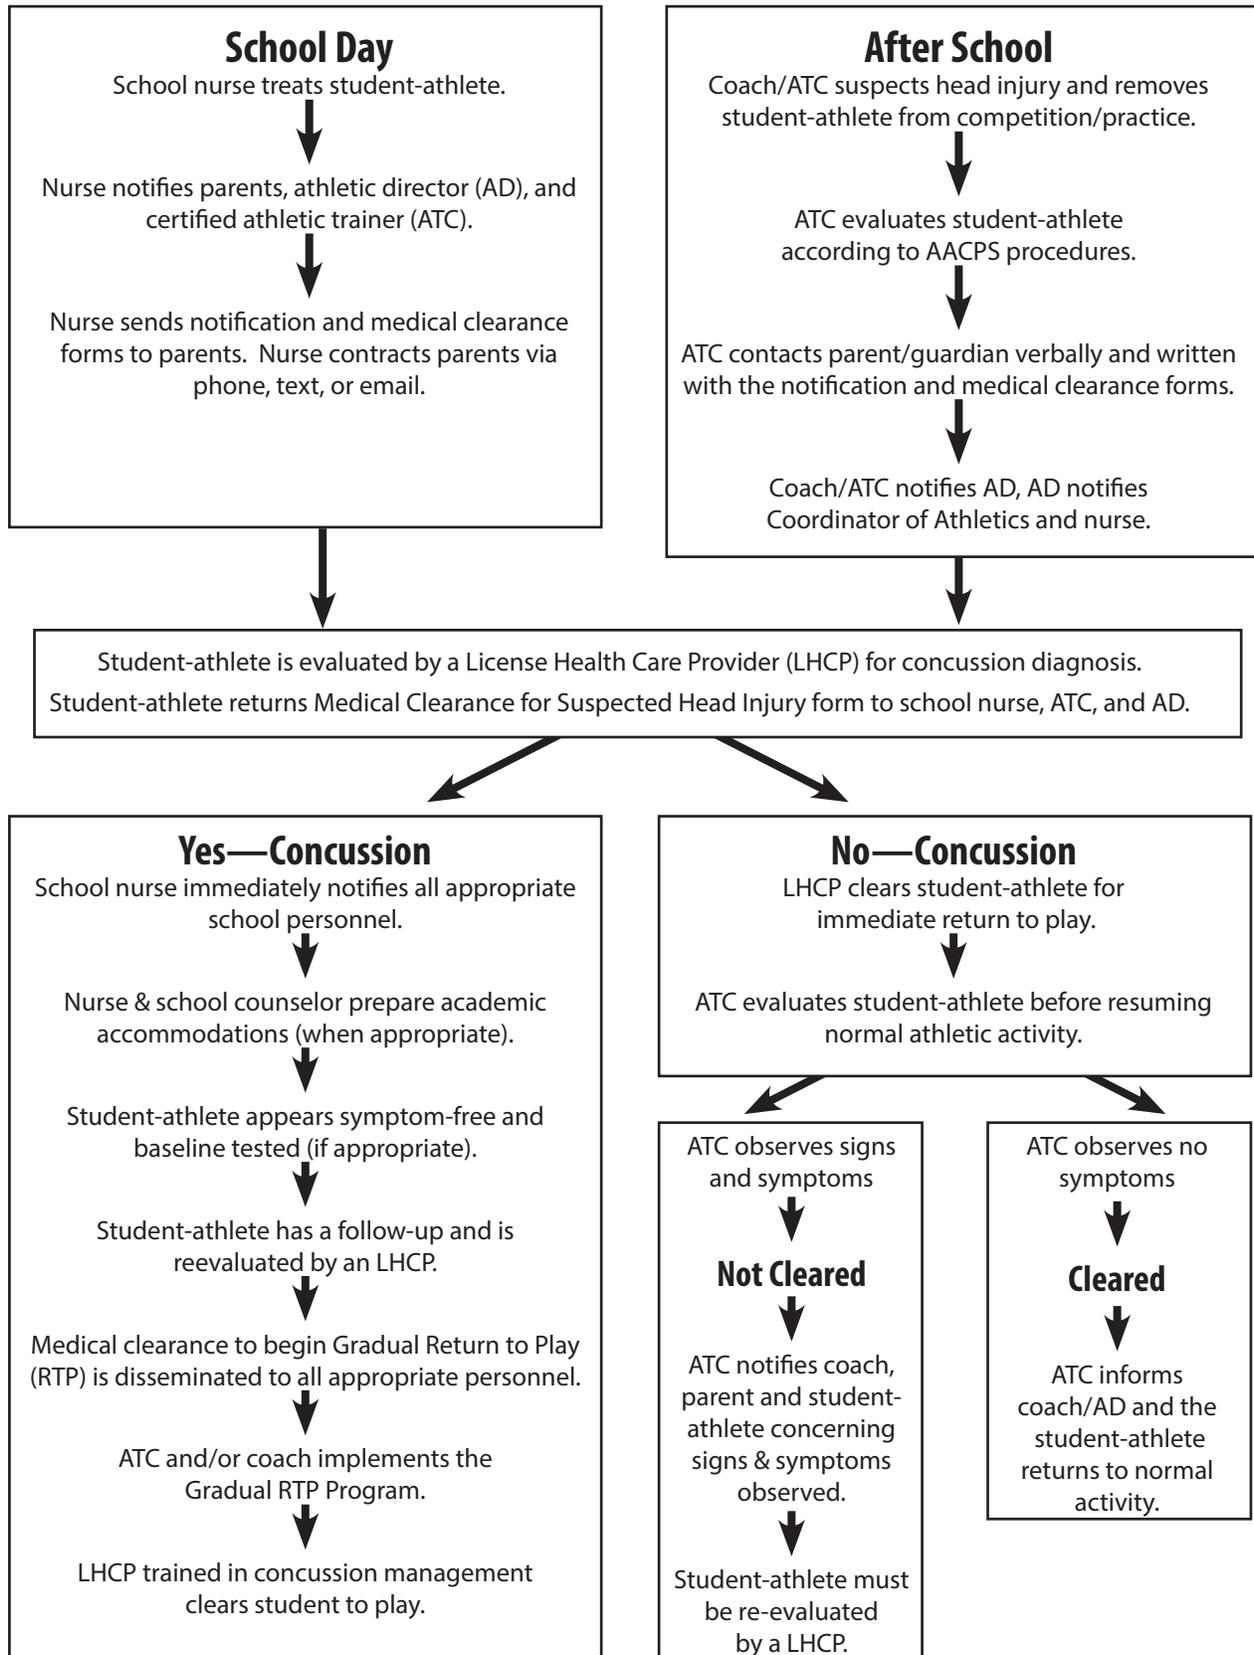 School Day
School nurse treats student-athlete.
Nurse notifies parents, athletic director (AD), and
certified athletic trainer (ATC).
Nurse sends notification and medical clearance
forms to parents.  Nurse contracts parents via
phone, text, or email.
After School
Coach/ATC suspects head injury and removes
student-athlete from competition/practice.
ATC evaluates student-athlete
according to AACPS procedures.
ATC contacts parent/guardian verbally and written
with the notification and medical clearance forms.
Coach/ATC notifies AD, AD notifies
Coordinator of Athletics and nurse.
Student-athlete is evaluated by a License Health Care Provider (LHCP) for concussion diagnosis.
Student-athlete returns Medical Clearance for Suspected Head Injury form to school nurse, ATC, and AD.
Yes—Concussion
School nurse immediately notifies all appropriate
school personnel.
Nurse & school counselor prepare academic
accommodations (when appropriate).
Student-athlete appears symptom-free and
baseline tested (if appropriate).
Student-athlete has a follow-up and is
reevaluated by an LHCP.
Medical clearance to begin Gradual Return to Play
(RTP) is disseminated to all appropriate personnel.
ATC and/or coach implements the
Gradual RTP Program.
LHCP trained in concussion management
clears student to play.
No—Concussion
LHCP clears student-athlete for
immediate return to play.
ATC evaluates student-athlete before resuming
normal athletic activity.
ATC observes signs
and symptoms
Not Cleared
ATC notifies coach,
parent and student-
athlete concerning
signs & symptoms
observed.
Student-athlete must
be re-evaluated
by a LHCP.
ATC observes no
symptoms
Cleared
ATC informs
coach/AD and the
student-athlete
returns to normal
activity.